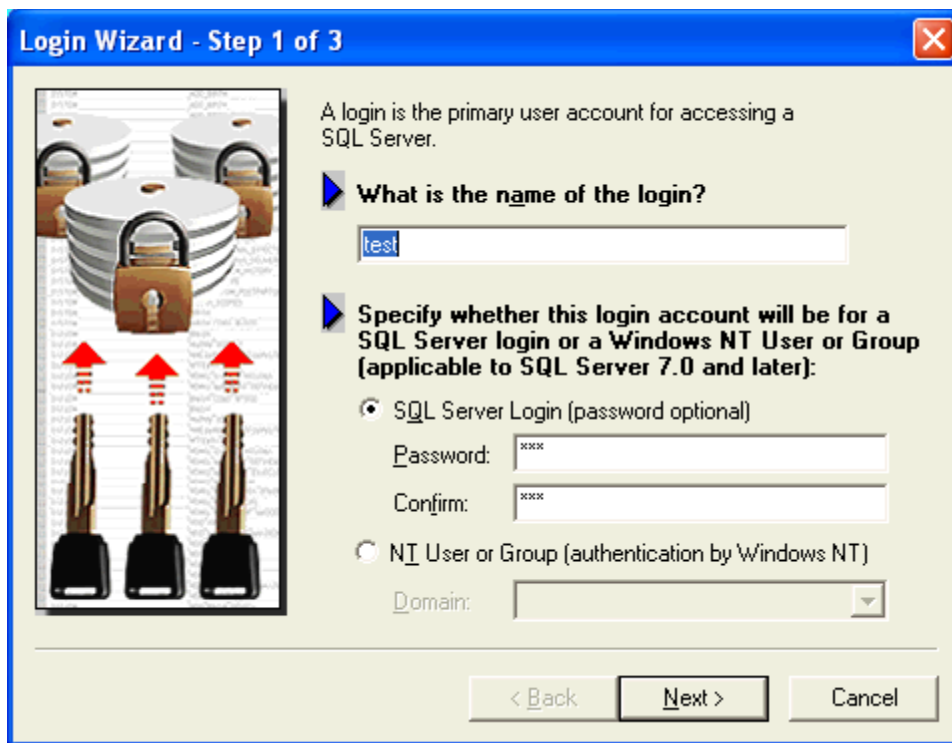 Login Wizard - Step 1 of 3
A login is the primary user account for accessing a
SQL Server.
What is the name of the login?
test
Specify whether this login account will be for a
SQL Server login or a Windows NT User or Group
(applicable to SQL Server 7.0 and later):
SQL Server Login (password optional)
Password: ***
Confirm: ***
NT User or Group (authentication by Windows NT)
Domain:
< Back Next > Cancel